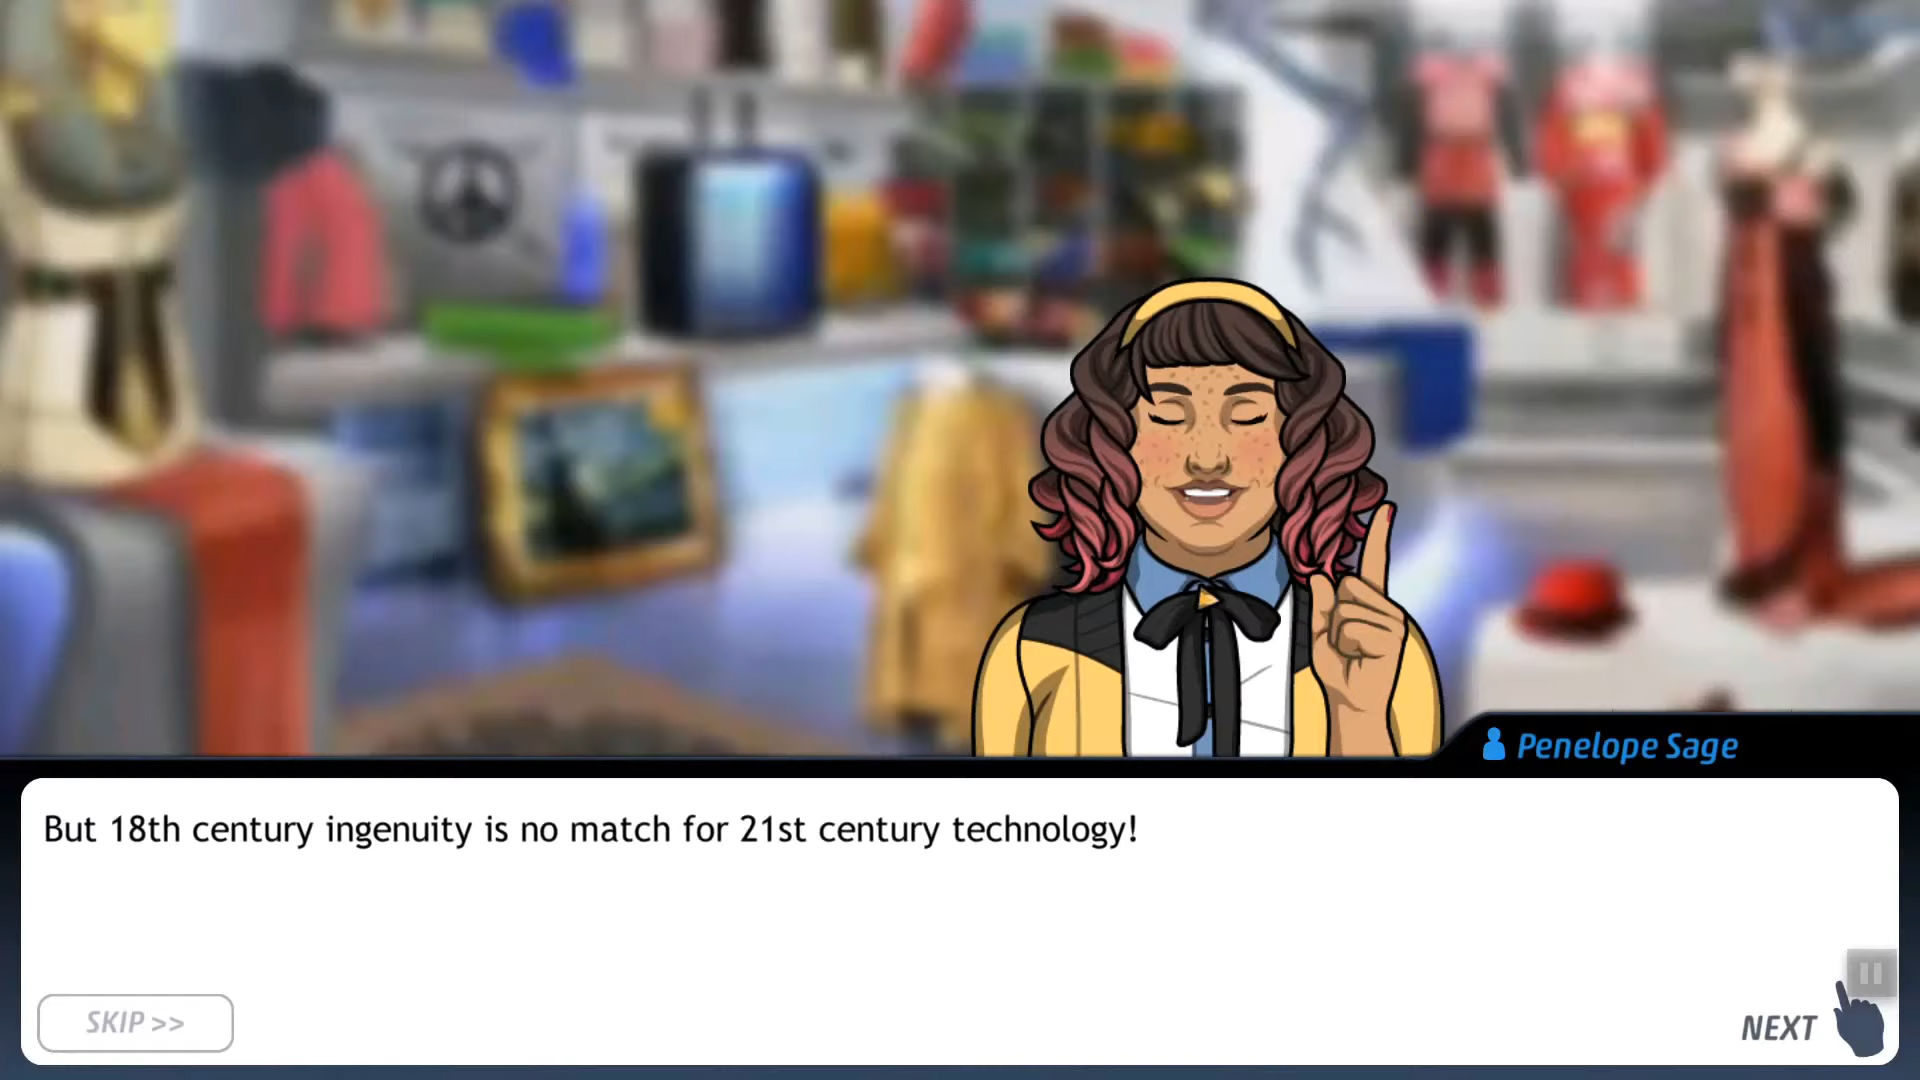 Penelope Sage
But 18th century ingenuity is no match for 21st century technology!
SKIP >>
NEXT